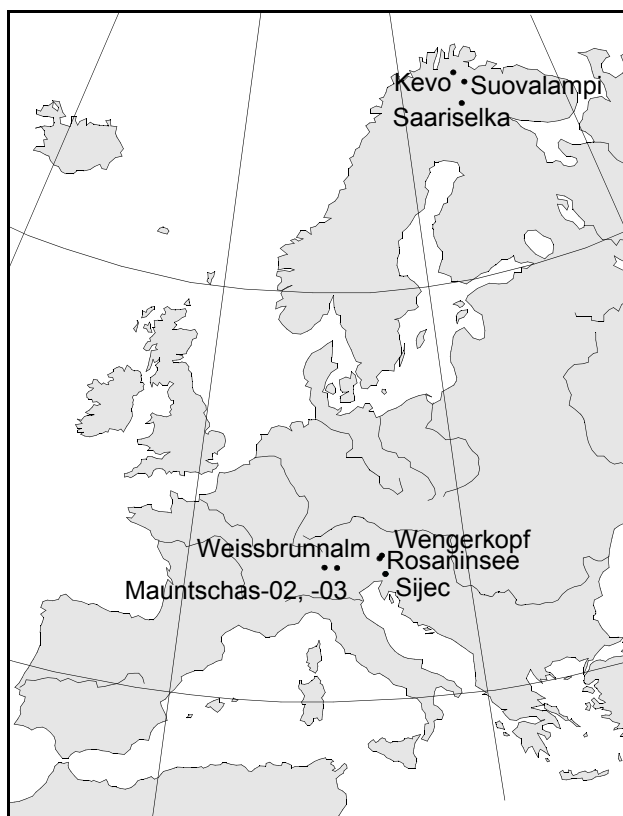 Kevo
Suovalampi
Saariselka
Weissbrunnalm
Wengerkopf
Rosaninsee
Mauntschas-02, -03
Sijec